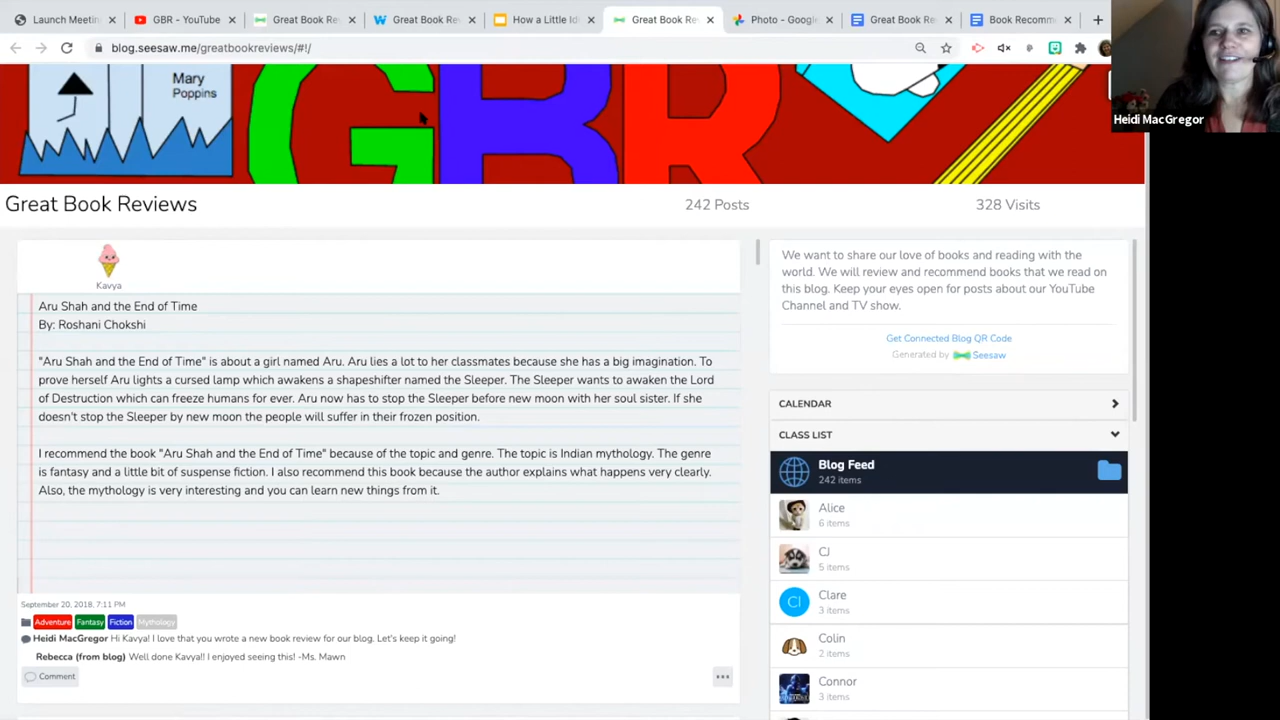 Launch Meeting
GBR - YouTube
Great Book Rev
Great Book Rev
How a Little Id
Great Book Re
Photo - Google
Great Book Re
Book Recomm
blog.seesaw.me/greatbookreviews/#!/
Heidi MacGregor
Mary
Poppins
GBR
Great Book Reviews
242 Posts
328 Visits
Kavya
Aru Shah and the End of Time
By: Roshani Chokshi
"Aru Shah and the End of Time" is about a girl named Aru. Aru lies a lot to her classmates because she has a big imagination. To
prove herself Aru lights a cursed lamp which awakens a shapeshifter named the Sleeper. The Sleeper wants to awaken the Lord
of Destruction which can freeze humans for ever. Aru now has to stop the Sleeper before new moon with her soul sister. If she
doesn't stop the Sleeper by new moon the people will suffer in their frozen position.
I recommend the book "Aru Shah and the End of Time" because of the topic and genre. The topic is Indian mythology. The genre
is fantasy and a little bit of suspense fiction. I also recommend this book because the author explains what happens very clearly.
Also, the mythology is very interesting and you can learn new things from it.
September 20, 2018, 7:11 PM
Adventure Fantasy Fiction Mythology
Heidi MacGregor Hi Kavya! I love that you wrote a new book review for our blog. Let's keep it going!
Rebecca (from blog) Well done Kavya!! I enjoyed seeing this! -Ms. Mawn
Comment
We want to share our love of books and reading with the
world. We will review and recommend books that we read on
this blog. Keep your eyes open for posts about our YouTube
Channel and TV show.
Get Connected Blog QR Code
Generated by Seesaw
CALENDAR
CLASS LIST
Blog Feed
242 items
Alice
6 items
CJ
5 items
Cl
Clare
3 items
Colin
2 items
Connor
3 items